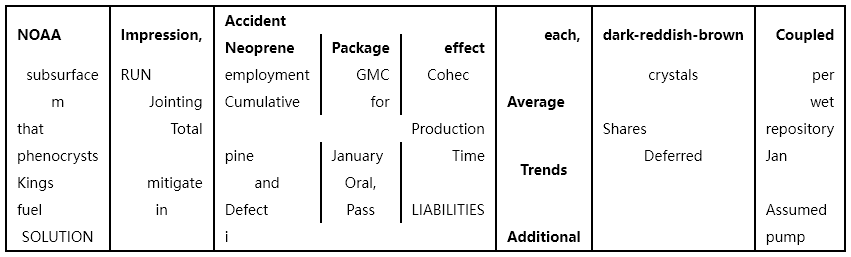 NOAA Impression, Accident each, dark-reddish-brown Coupled
Neoprene Package effect
subsurface RUN employment GMC Cohec crystals per
m Jointing Cumulative for Average wet
that Total Production Shares repository
phenocrysts pine January Time Trends Deferred Jan
Kings mitigate and Oral,
fuel in Defect Pass LIABILITIES Assumed
SOLUTION i Additional pump